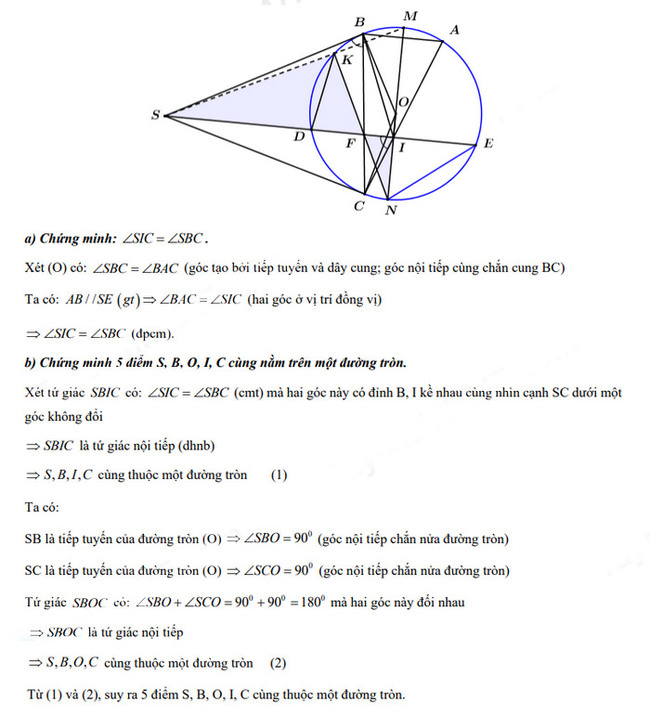 B
M
A
K
S
O
D
F
I
E
C
N
a) Chứng minh: ∠SIC = ∠SBC.
Xét (O) có: ∠SBC = ∠BAC (góc tạo bởi tiếp tuyến và dây cung; góc nội tiếp cùng chắn cung BC)
Ta có: AB//SE (gt) ⇒ ∠BAC = ∠SIC (hai góc ở vị trí đồng vị)
⇒ ∠SIC = ∠SBC (dpcm).
b) Chứng minh 5 điểm S, B, O, I, C cùng nằm trên một đường tròn.
Xét tứ giác SBIC có: ∠SIC = ∠SBC (cmt) mà hai góc này có đỉnh B, I kề nhau cùng nhìn cạnh SC dưới một
góc không đổi
⇒ SBIC là tứ giác nội tiếp (dhnb)
⇒ S, B, I, C cùng thuộc một đường tròn (1)
Ta có:
SB là tiếp tuyến của đường tròn (O) ⇒ ∠SBO = 90⁰ (góc nội tiếp chắn nửa đường tròn)
SC là tiếp tuyến của đường tròn (O) ⇒ ∠SCO = 90⁰ (góc nội tiếp chắn nửa đường tròn)
Tứ giác SBOC có: ∠SBO + ∠SCO = 90⁰ + 90⁰ = 180⁰ mà hai góc này đối nhau
⇒ SBOC là tứ giác nội tiếp
⇒ S, B, O, C cùng thuộc một đường tròn (2)
Từ (1) và (2), suy ra 5 điểm S, B, O, I, C cùng thuộc một đường tròn.